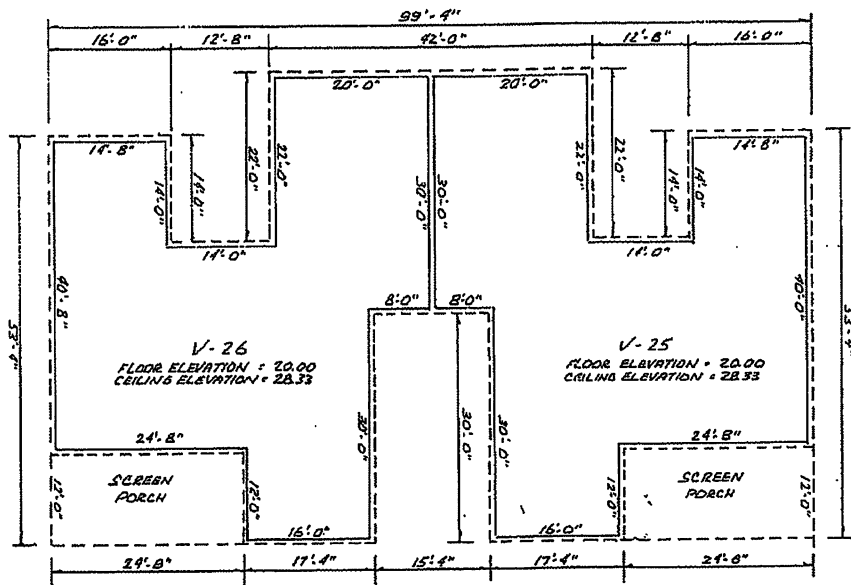 99'-4"
16'-0" 12'-8" 42'-0" 12'-8" 16'-0"
20'-0" 20'-0"
14'-8" 14'-8"
14'-0" 14'-0" 22'-0" 22'-0" 30'-0" 30'-0" 22'-0" 22'-0" 14'-0" 14'-0"
14'-0" 14'-0"
53'-4" 40'-8" 40'-0" 53'-4"
8'-0" 8'-0"
V-26 V-25
FLOOR ELEVATION = 20.00 FLOOR ELEVATION = 20.00
CEILING ELEVATION = 28.33 CEILING ELEVATION = 28.33
30'-0" 30'-0" 30'-0"
24'-8" 24'-8"
SCREEN SCREEN
PORCH PORCH
12'-0" 12'-0" 12'-0" 12'-0"
16'-0" 16'-0"
24'-8" 17'-4" 15'-4" 17'-4" 24'-8"